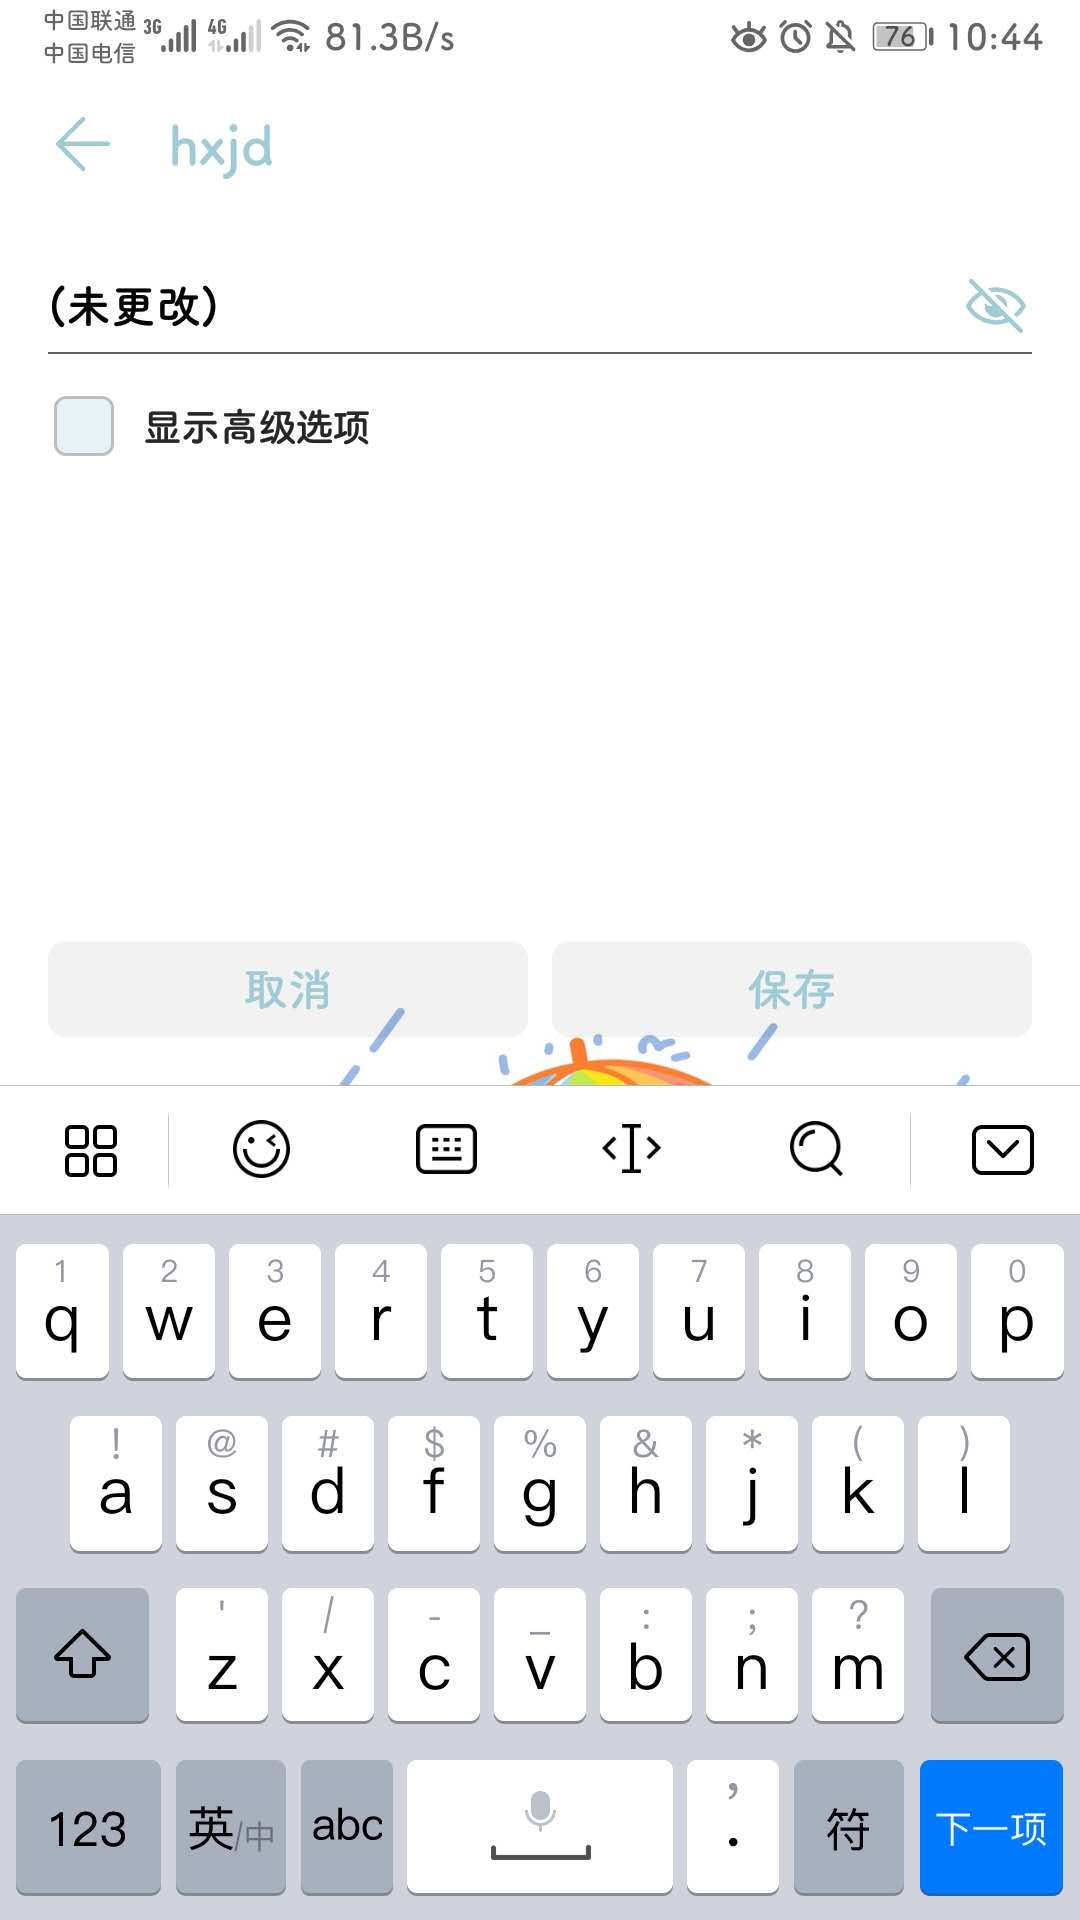 中国联通 3G 4G 81.3B/s 76 10:44
中国电信
hxjd
(未更改)
显示高级选项
取消 保存
1 2 3 4 5 6 7 8 9 0
q w e r t y u i o p
! @ # $ % & * ( )
a s d f g h j k l
' / - _ : ; ?
z x c v b n m
123 英/中 abc , . 符 下一项